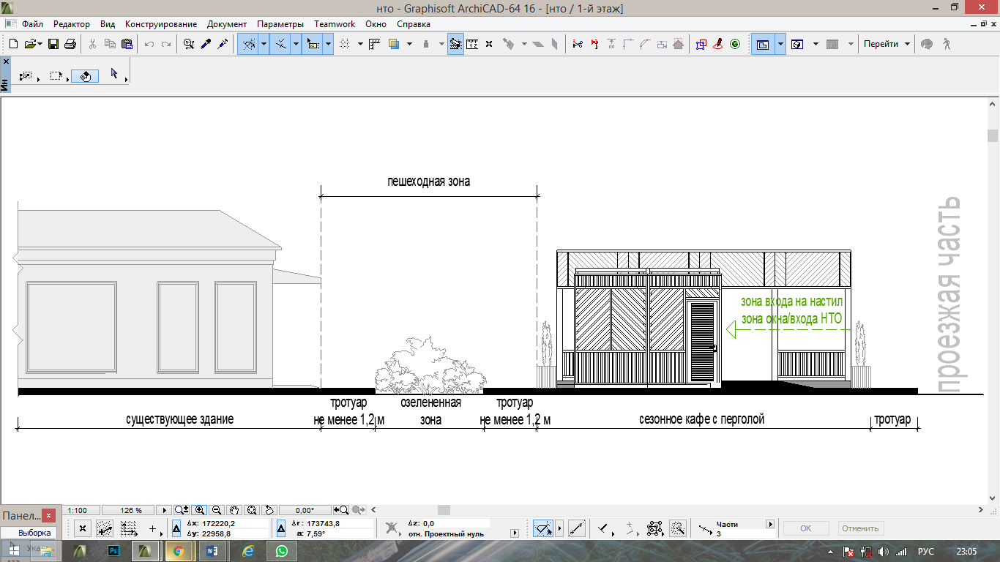 нто - Graphisoft ArchiCAD-64 16 - [нто / 1-й этаж]
Файл Редактор Вид Конструирование Документ Параметры Teamwork Окно Справка
Перейти
Ин
пешеходная зона
проезжая часть
зона входа на настил
зона окна/входа НТО
тротуар
не менее 1,2 м
озелененная
зона
тротуар
не менее 1,2 м
существующее здание
сезонное кафе с перголой
тротуар
Панел...
1:100
126 %
0,00°
Выборка
Δx: 172220,2
Δy: 22958,8
Δr: 173743,8
a: 7,59°
Δz: 0,0
отн. Проектный нуль
Части
3
ОК
Отменить
Ука
Ps
РУС
23:05